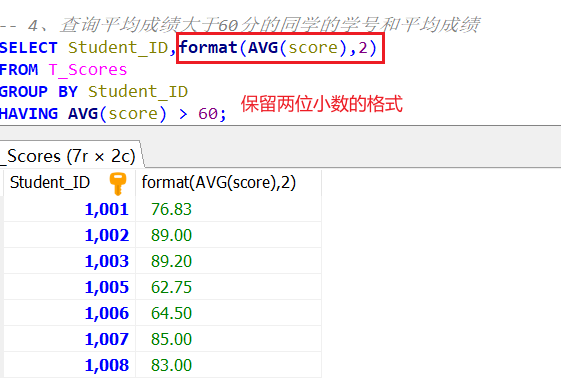 -- 4、查询平均成绩大于60分的同学的学号和平均成绩
SELECT Student_ID,format(AVG(score),2)
FROM T_Scores
GROUP BY Student_ID
HAVING AVG(score) > 60;
保留两位小数的格式
_Scores (7r × 2c)
Student_ID format(AVG(score),2)
1,001 76.83
1,002 89.00
1,003 89.20
1,005 62.75
1,006 64.50
1,007 85.00
1,008 83.00